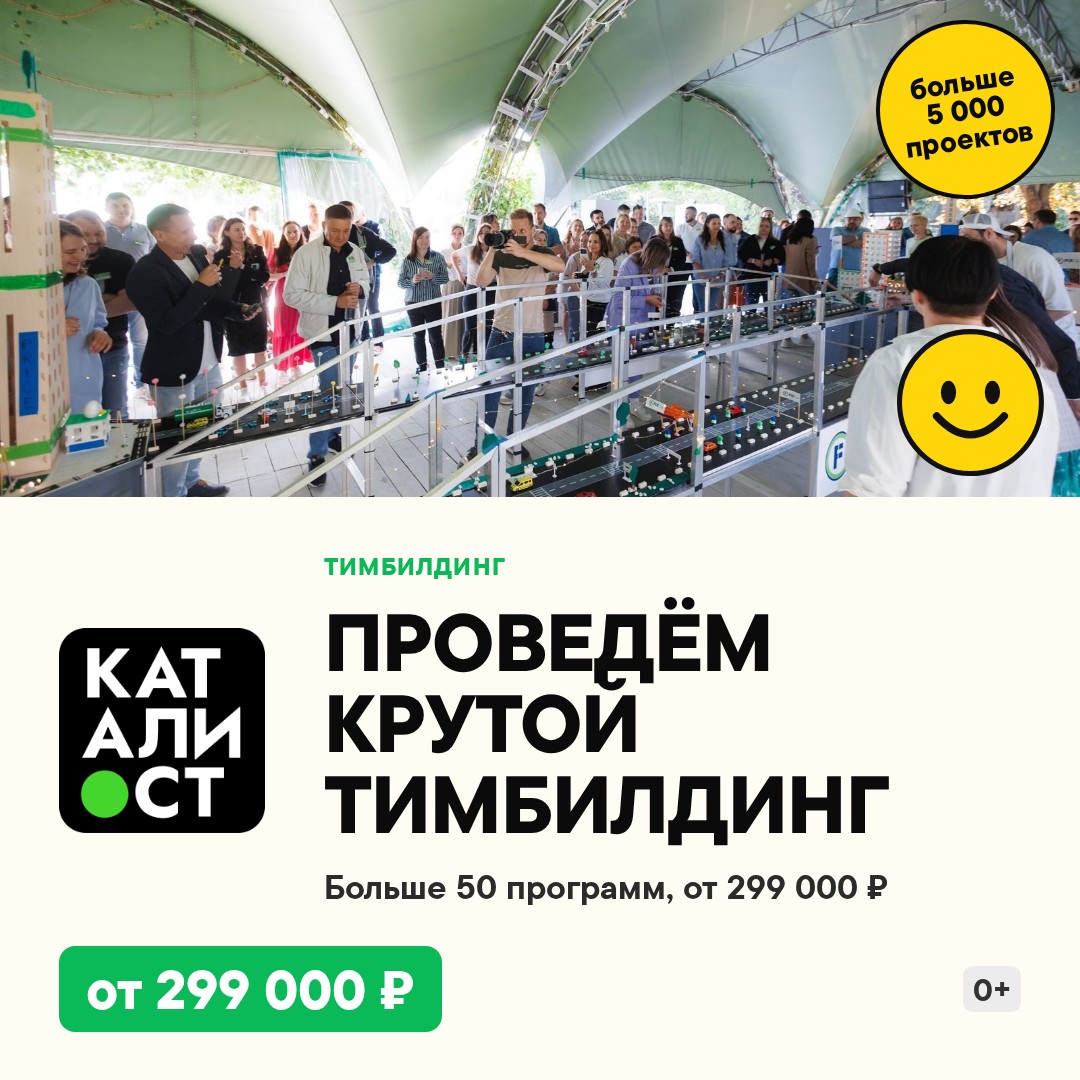 больше
5 000
проектов
ТИМБИЛДИНГ
ПРОВЕДЁМ
КРУТОЙ
ТИМБИЛДИНГ
КАТ
АЛИ
СТ
Больше 50 программ, от 299 000 ₽
от 299 000 ₽
0+